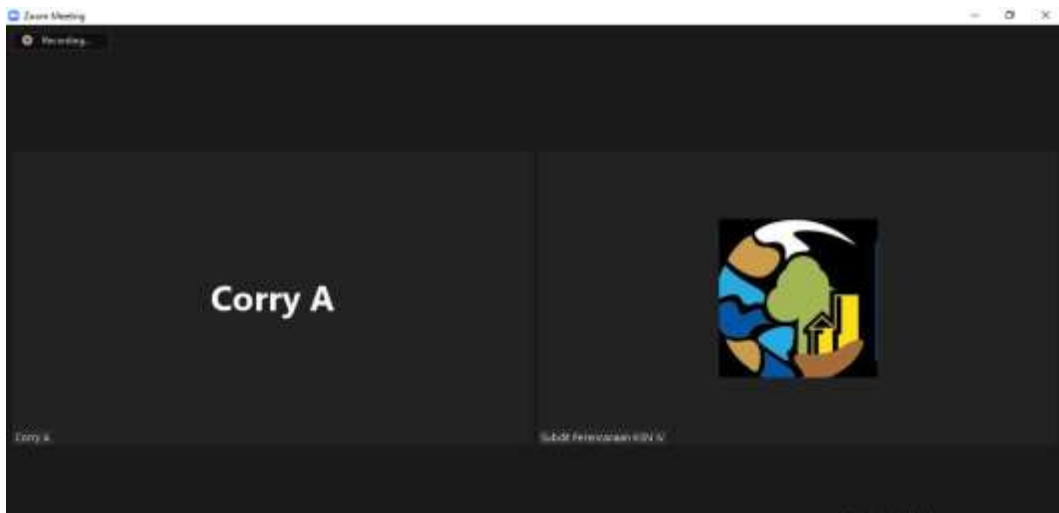 Zoom Meeting
Recording...
Corry A
Corry A
Subdit Perencanaan KSN IV